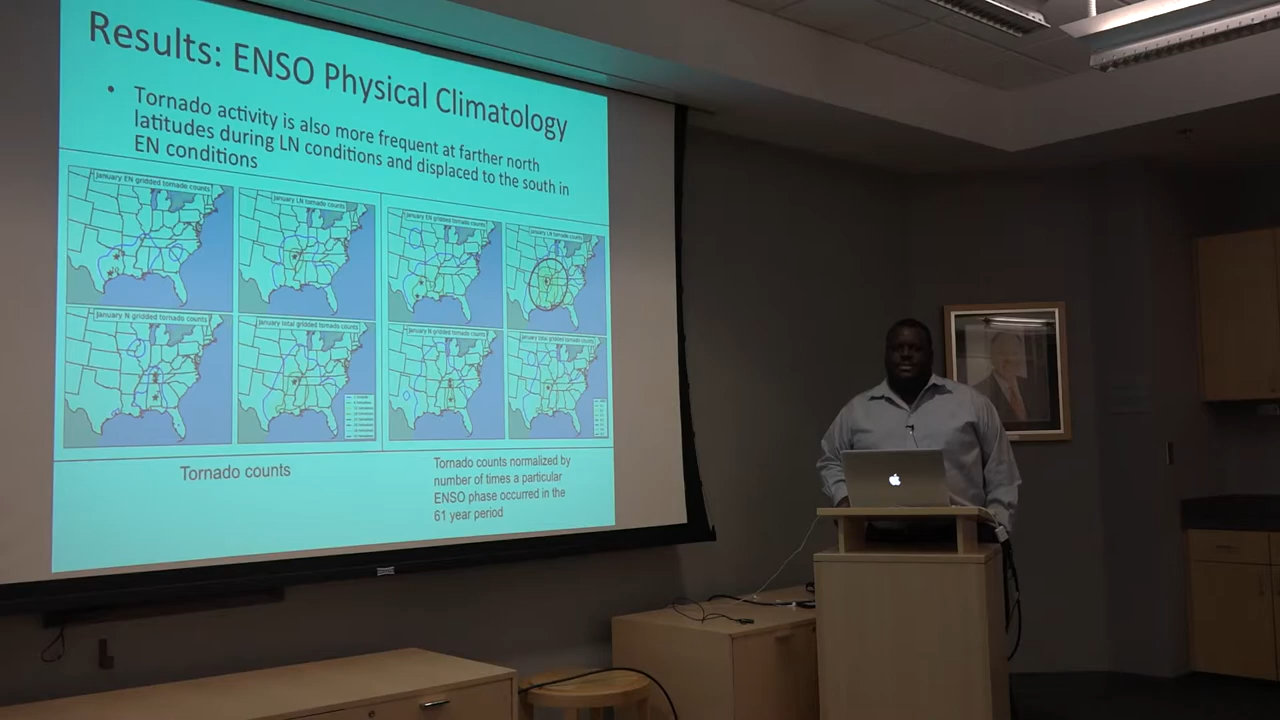 Results: ENSO Physical Climatology
• Tornado activity is also more frequent at farther north
latitudes during LN conditions and displaced to the south in
EN conditions
January EN gridded tornado counts
January LN tornado counts
January EN gridded tornado counts
January LN tornado counts
January N gridded tornado counts
January total gridded tornado counts
January N gridded tornado counts
January total gridded tornado counts
Tornado counts
Tornado counts normalized by
number of times a particular
ENSO phase occurred in the
61 year period